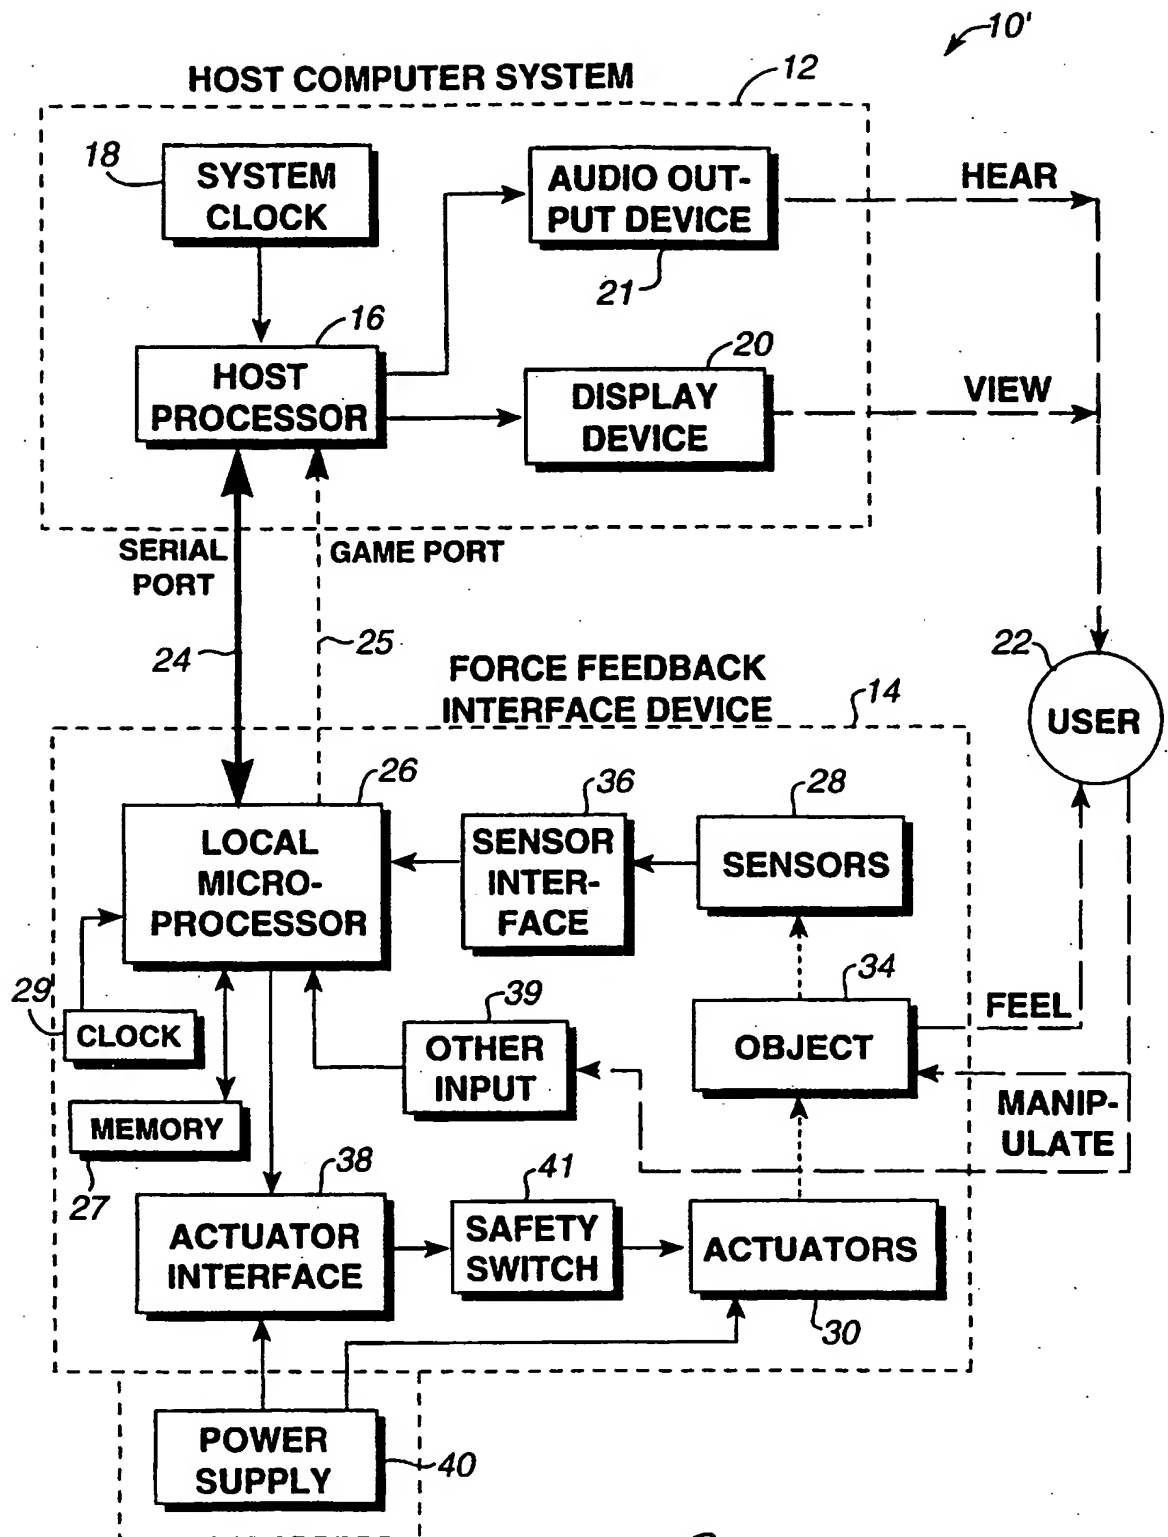 10'
HOST COMPUTER SYSTEM
12
18
SYSTEM
CLOCK
AUDIO OUT-
PUT DEVICE
21
HEAR
16
HOST
PROCESSOR
20
DISPLAY
DEVICE
VIEW
SERIAL
PORT
GAME PORT
24
25
FORCE FEEDBACK
INTERFACE DEVICE
14
22
USER
26
LOCAL
MICRO-
PROCESSOR
36
SENSOR
INTER-
FACE
28
SENSORS
29
CLOCK
39
OTHER
INPUT
34
OBJECT
FEEL
MANIP-
ULATE
MEMORY
27
38
ACTUATOR
INTERFACE
41
SAFETY
SWITCH
ACTUATORS
30
POWER
SUPPLY
40